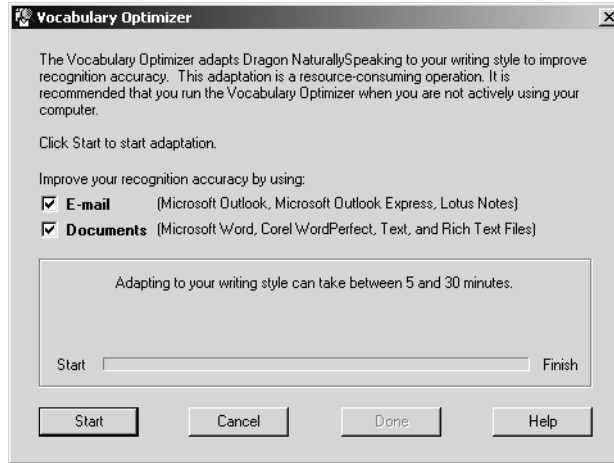 Vocabulary Optimizer
The Vocabulary Optimizer adapts Dragon NaturallySpeaking to your writing style to improve
recognition accuracy.  This adaptation is a resource-consuming operation. It is
recommended that you run the Vocabulary Optimizer when you are not actively using your
computer.
Click Start to start adaptation.
Improve your recognition accuracy by using:
E-mail (Microsoft Outlook, Microsoft Outlook Express, Lotus Notes)
Documents (Microsoft Word, Corel WordPerfect, Text, and Rich Text Files)
Adapting to your writing style can take between 5 and 30 minutes.
Start Finish
Start Cancel Done Help